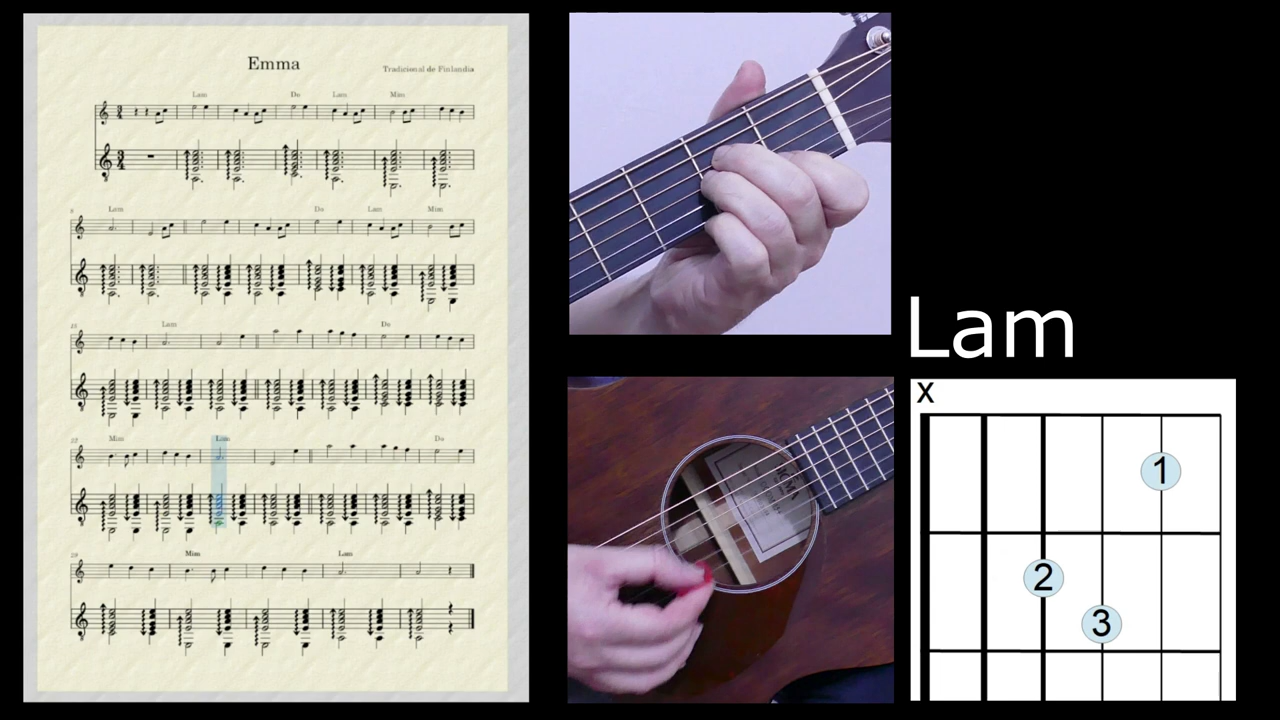 Emma
Tradicional de Finlandia
Lam Do Lam Mim
Lam Do Lam Mim
Lam Do
Mim Lam Do
Mim Lam
Lam
x
1
2
3